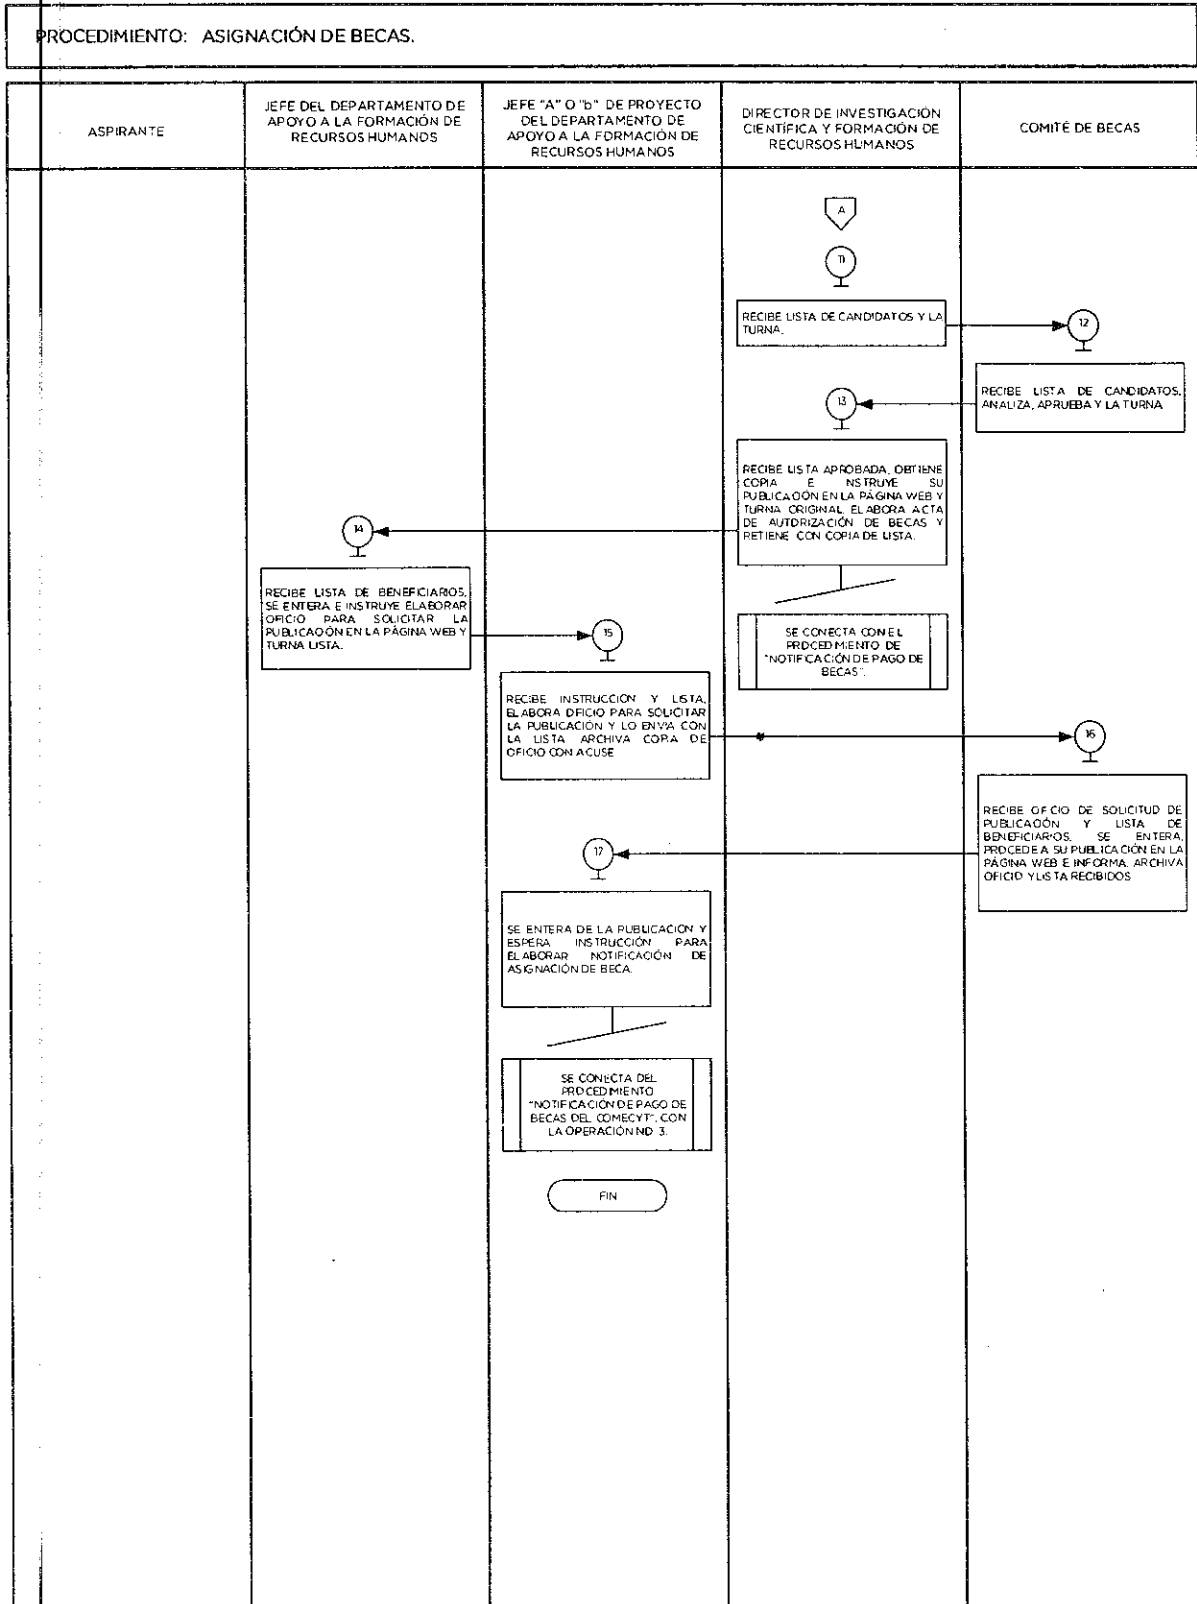 PROCEDIMIENTO: ASIGNACIÓN DE BECAS.
ASPIRANTE
JEFE DEL DEPARTAMENTO DE
APOYO A LA FORMACIÓN DE
RECURSOS HUMANOS
JEFE "A" O "b" DE PROYECTO
DEL DEPARTAMENTO DE
APOYO A LA FORMACIÓN DE
RECURSOS HUMANOS
DIRECTOR DE INVESTIGACIÓN
CIENTÍFICA Y FORMACIÓN DE
RECURSOS HUMANOS
COMITÉ DE BECAS
A
11
RECIBE LISTA DE CANDIDATOS Y LA
TURNA.
12
RECIBE LISTA DE CANDIDATOS,
ANALIZA, APRUEBA Y LA TURNA
13
RECIBE LISTA APROBADA, OBTIENE
COPIA E INSTRUYE SU
PUBLICACIÓN EN LA PÁGINA WEB Y
TURNA ORIGINAL. ELABORA ACTA
DE AUTORIZACIÓN DE BECAS Y
RETIENE CON COPIA DE LISTA.
14
RECIBE LISTA DE BENEFICIARIOS,
SE ENTERA E INSTRUYE ELABORAR
OFICIO PARA SOLICITAR LA
PUBLICACIÓN EN LA PÁGINA WEB Y
TURNA LISTA.
SE CONECTA CON EL
PROCEDIMIENTO DE
"NOTIFICACIÓN DE PAGO DE
BECAS".
15
RECIBE INSTRUCCIÓN Y LISTA,
ELABORA OFICIO PARA SOLICITAR
LA PUBLICACIÓN Y LO ENVÍA CON
LA LISTA ARCHIVA COPIA DE
OFICIO CON ACUSE
16
RECIBE OFICIO DE SOLICITUD DE
PUBLICACIÓN Y LISTA DE
BENEFICIARIOS. SE ENTERA,
PROCEDE A SU PUBLICACIÓN EN LA
PÁGINA WEB E INFORMA. ARCHIVA
OFICIO Y LISTA RECIBIDOS
17
SE ENTERA DE LA PUBLICACIÓN Y
ESPERA INSTRUCCIÓN PARA
ELABORAR NOTIFICACIÓN DE
ASIGNACIÓN DE BECA.
SE CONECTA DEL
PROCEDIMIENTO
"NOTIFICACIÓN DE PAGO DE
BECAS DEL COMECYT", CON
LA OPERACIÓN NO. 3.
FIN